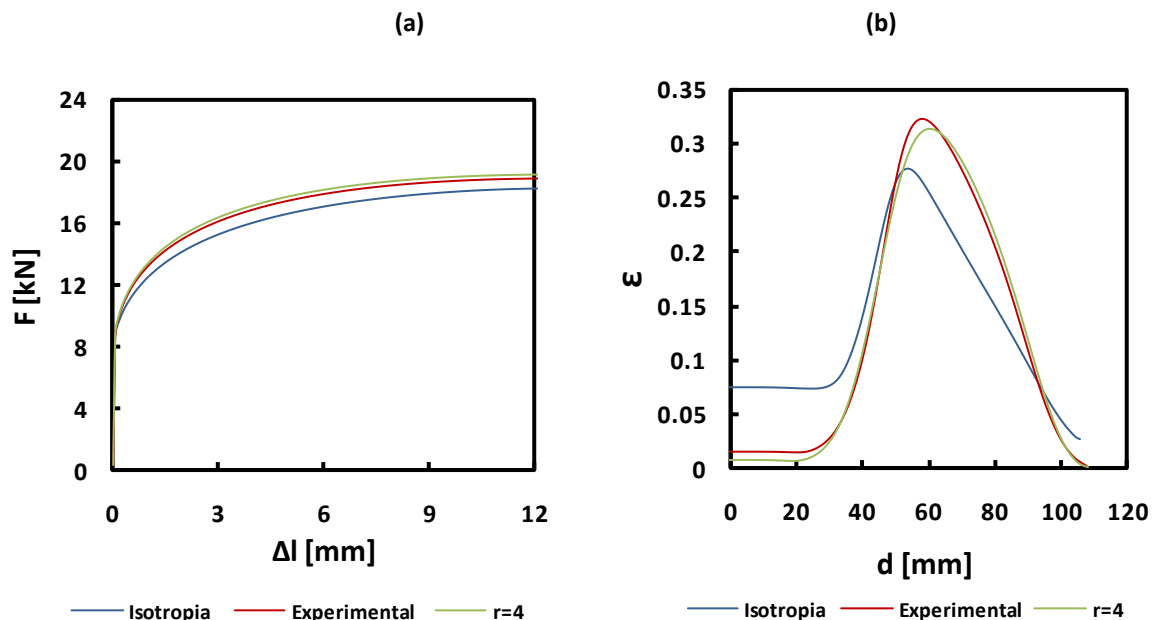 (a)
24
20
16
12
8
4
0
F [kN]
0 3 6 9 12
Δl [mm]
Isotropia Experimental r=4
(b)
0.35
0.3
0.25
0.2
0.15
0.1
0.05
0
ε
0 20 40 60 80 100 120
d [mm]
Isotropia Experimental r=4